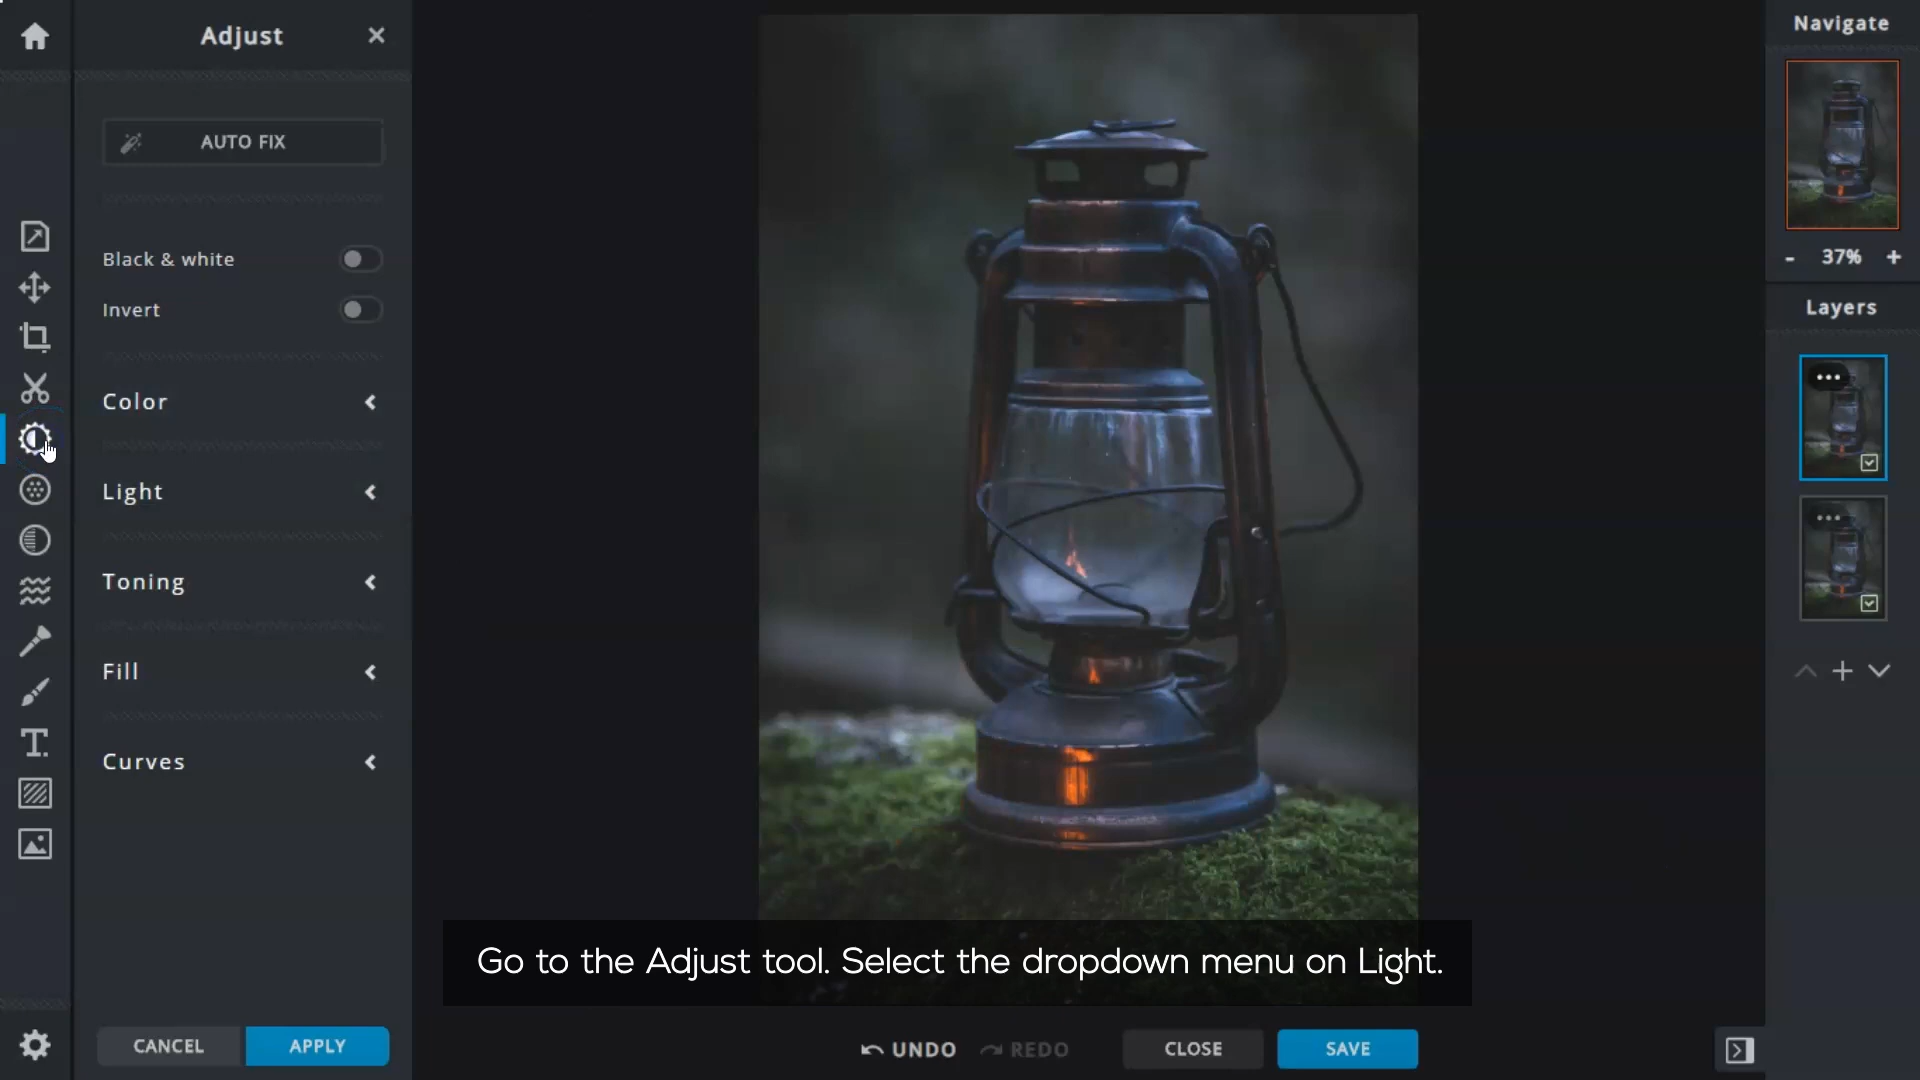 Adjust
AUTO FIX
Black & white
Invert
Color
Light
Toning
Fill
Curves
CANCEL
APPLY
Go to the Adjust tool. Select the dropdown menu on Light.
UNDO
REDO
CLOSE
SAVE
Navigate
- 37% +
Layers